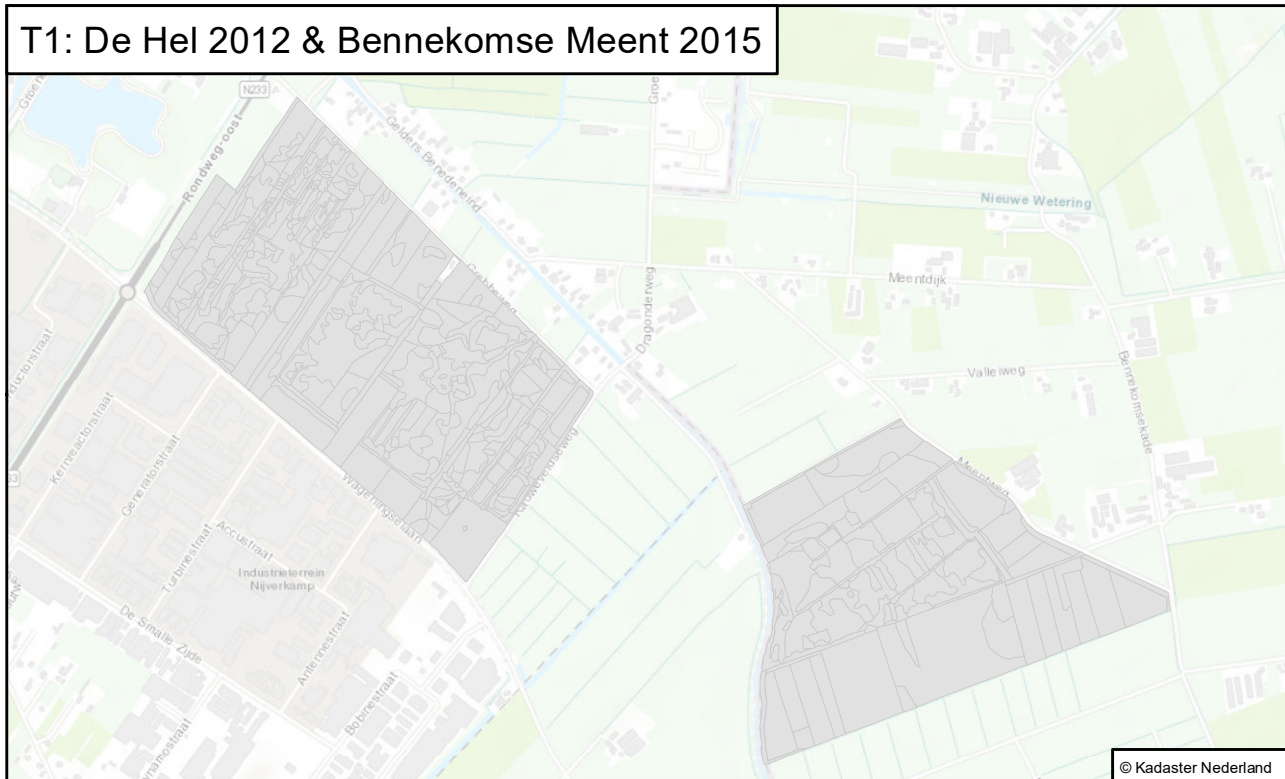 T1: De Hel 2012 & Bennekomse Meent 2015
N233
Rondweg-oost
Gelders Benedeneind
Nieuwe Wetering
Meentdijk
Dragonderweg
Valleiweg
Bennekomsekade
Meentweg
Kernreactorstraat
Generatorstraat
Wageningselaan
Accustraat
Turbinestraat
Industrieterrein
Nijverkamp
De Smalle Zijde
Antennestraat
Bobinestraat
© Kadaster Nederland